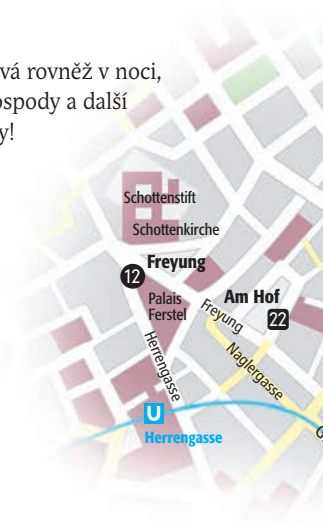 vá rovněž v noci,
ospody a další
y!
Schottenstift
Schottenkirche
Freyung
12
Palais
Ferstel
Freyung
Am Hof
22
Herrengasse
Naglergasse
U
Herrengasse
G